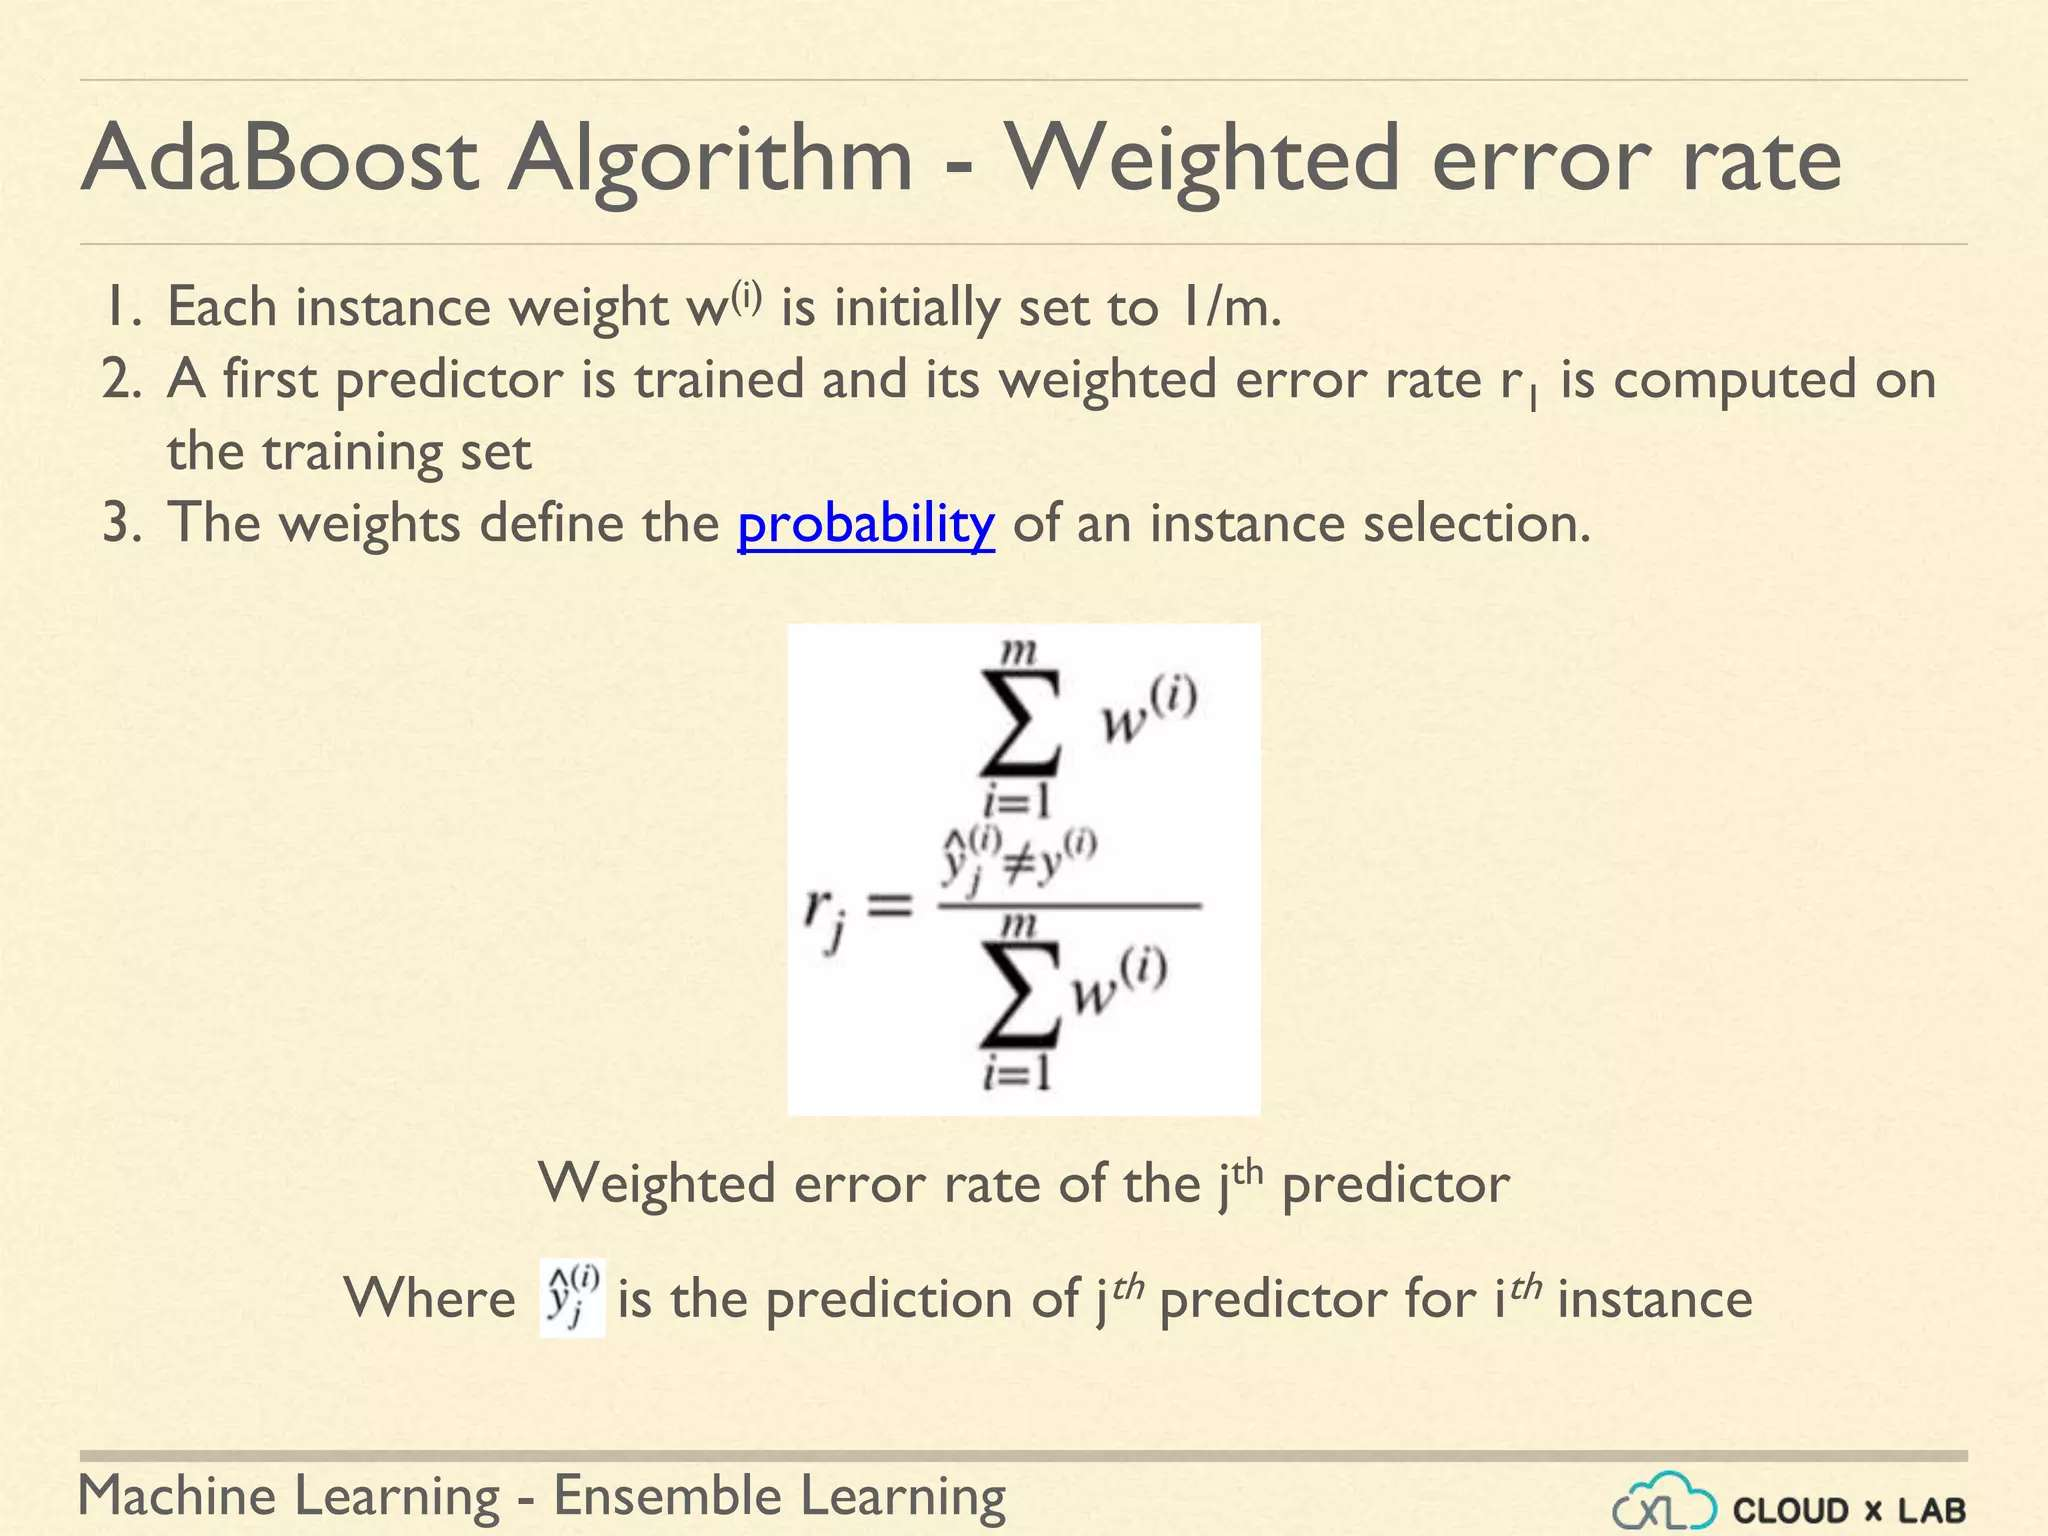 AdaBoost Algorithm - Weighted error rate
1. Each instance weight w⁽ⁱ⁾ is initially set to 1/m.
2. A first predictor is trained and its weighted error rate r₁ is computed on
the training set
3. The weights define the probability of an instance selection.
m
∑ w⁽ⁱ⁾
i=1
ŷⱼ⁽ⁱ⁾≠y⁽ⁱ⁾
rⱼ =
m
∑ w⁽ⁱ⁾
i=1
Weighted error rate of the jᵗʰ predictor
Where ŷⱼ⁽ⁱ⁾ is the prediction of jᵗʰ predictor for iᵗʰ instance
Machine Learning - Ensemble Learning
XL CLOUD x LAB